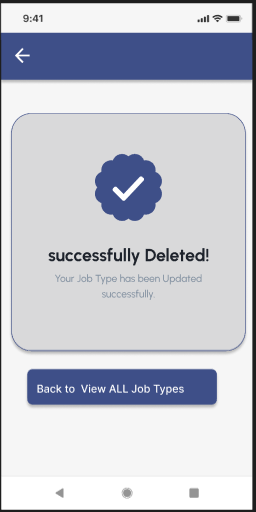 9:41
successfully Deleted!
Your Job Type has been Updated
successfully.
Back to View ALL Job Types